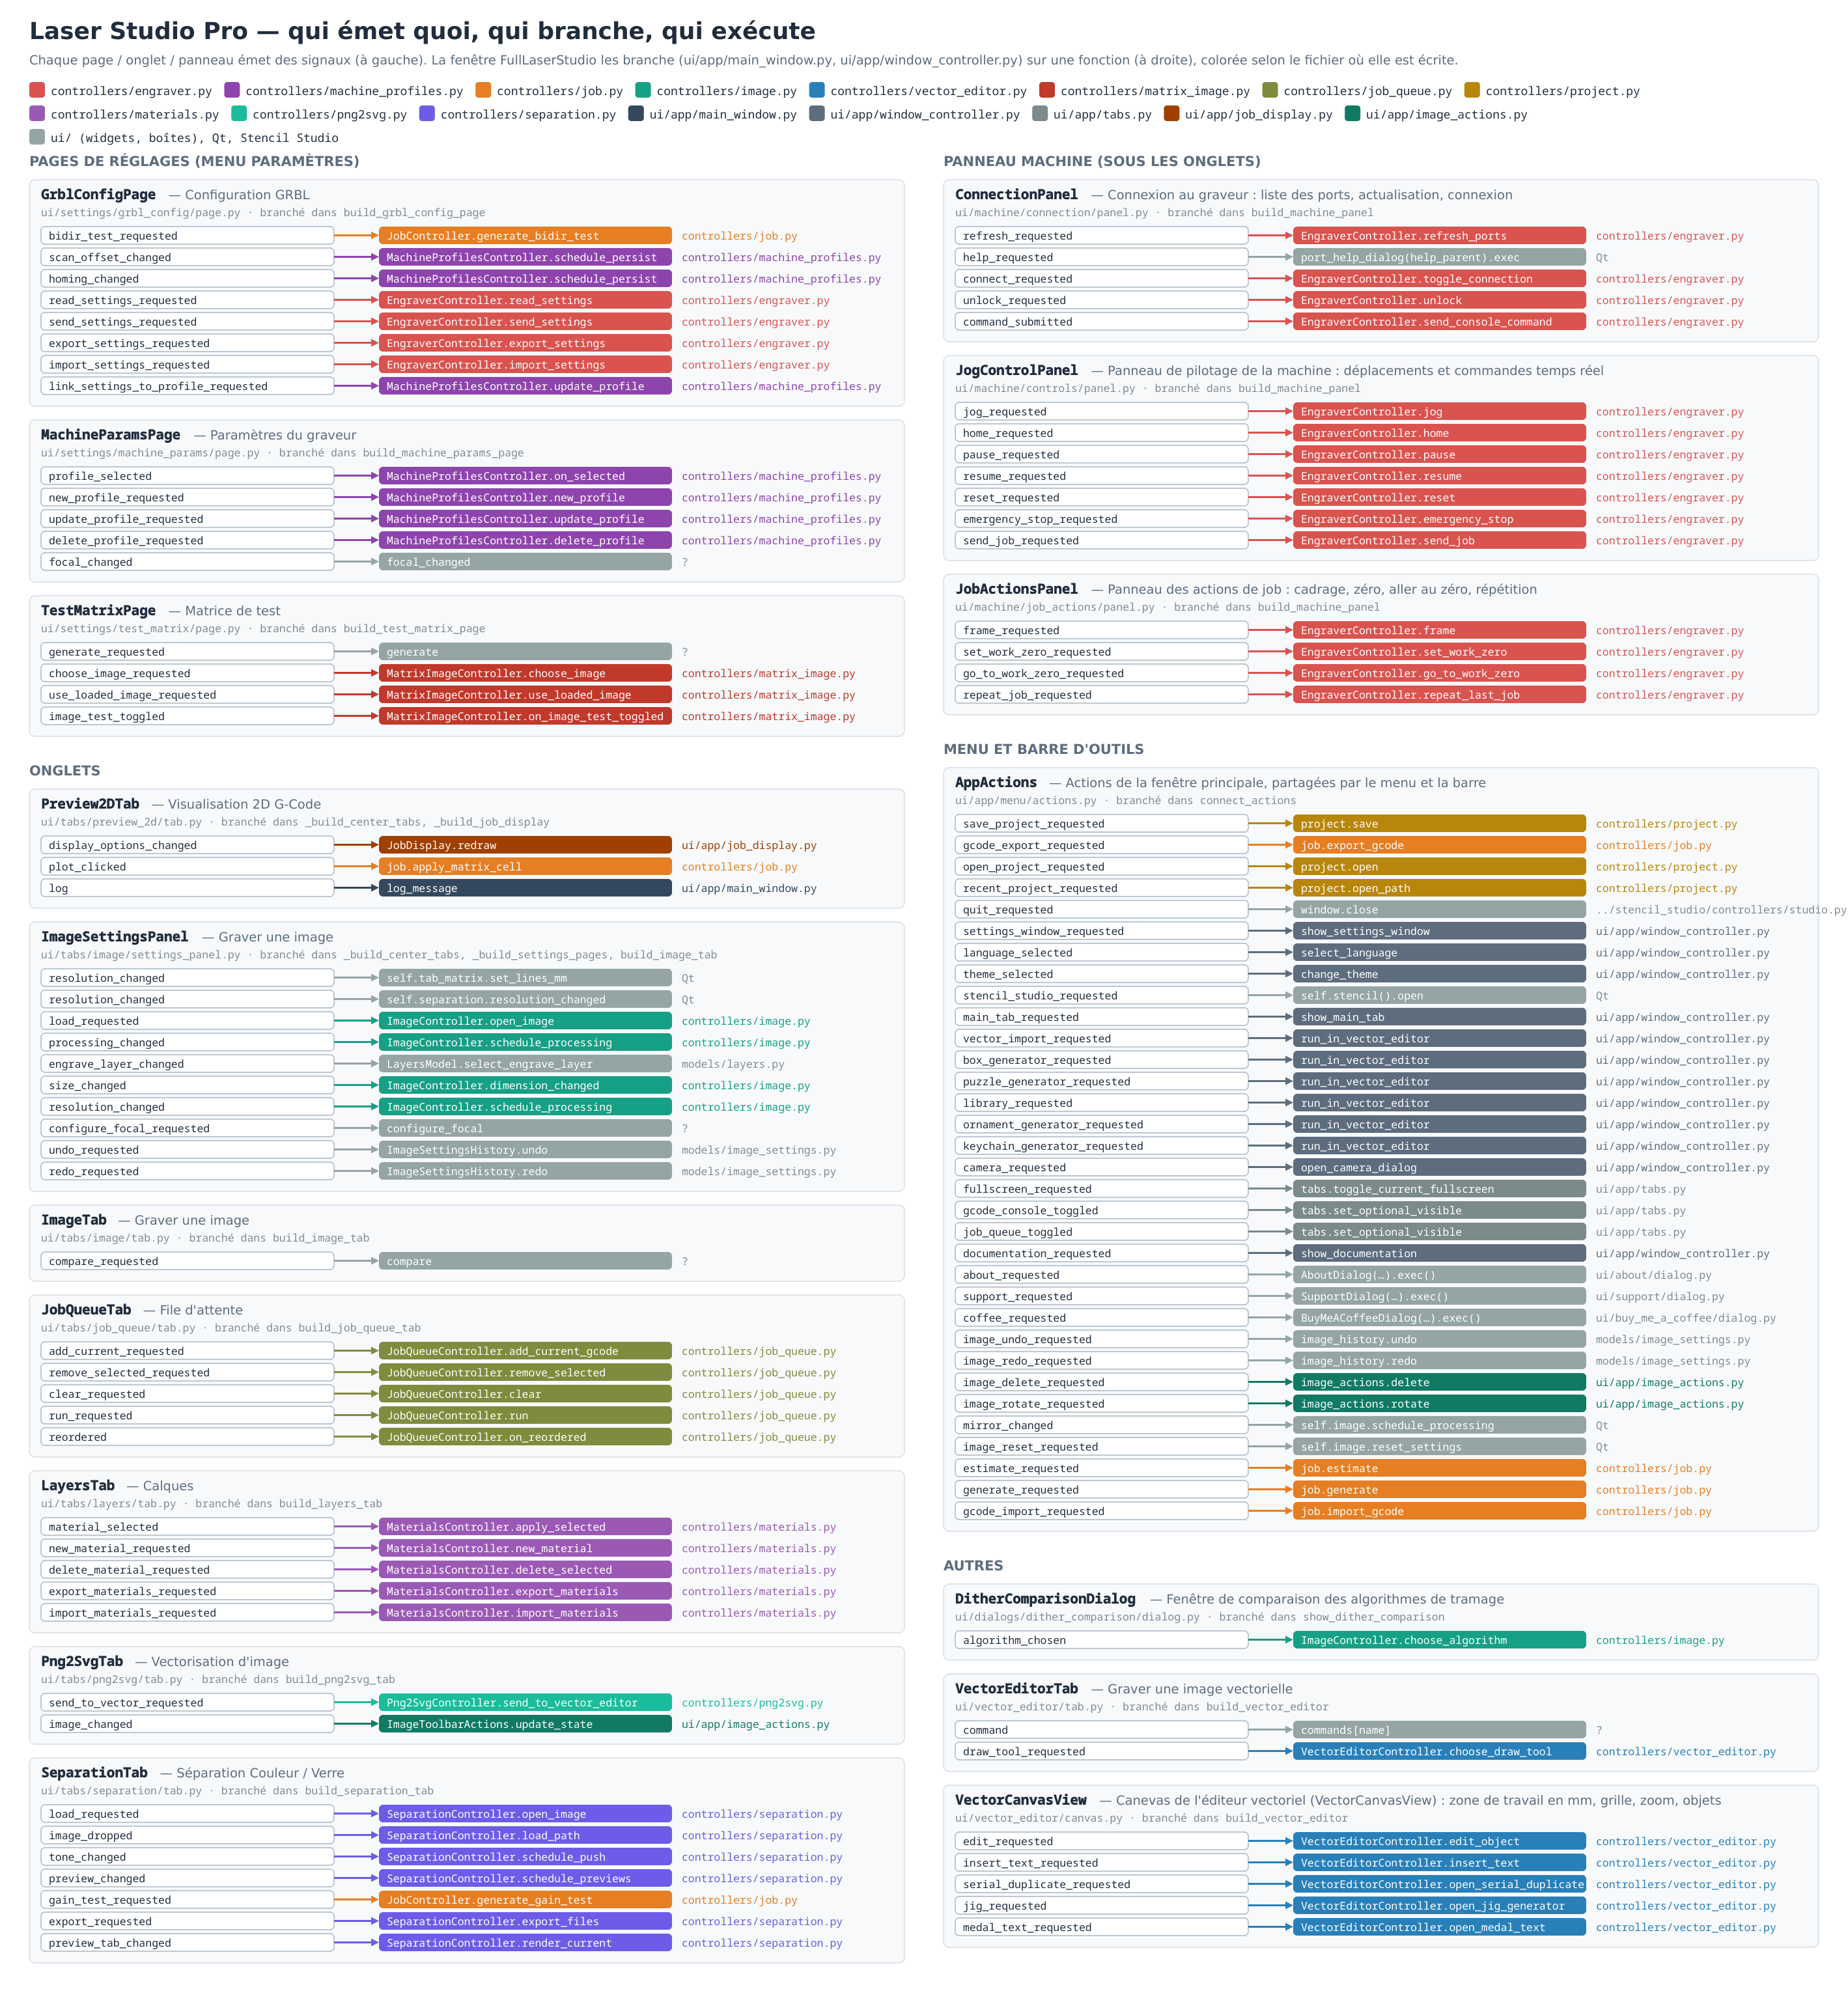 Laser Studio Pro — qui émet quoi, qui branche, qui exécute
Chaque page / onglet / panneau émet des signaux (à gauche). La fenêtre FullLaserStudio les branche (ui/app/main_window.py, ui/app/window_controller.py) sur une fonction (à droite), colorée selon le fichier où elle est écrite.
controllers/engraver.py controllers/machine_profiles.py controllers/job.py controllers/image.py controllers/vector_editor.py controllers/matrix_image.py controllers/job_queue.py controllers/project.py
controllers/materials.py controllers/png2svg.py controllers/separation.py ui/app/main_window.py ui/app/window_controller.py ui/app/tabs.py ui/app/job_display.py ui/app/image_actions.py
ui/ (widgets, boîtes), Qt, Stencil Studio
PAGES DE RÉGLAGES (MENU PARAMÈTRES)
GrblConfigPage — Configuration GRBL
ui/settings/grbl_config/page.py · branché dans build_grbl_config_page
bidir_test_requested JobController.generate_bidir_test controllers/job.py
scan_offset_changed MachineProfilesController.schedule_persist controllers/machine_profiles.py
homing_changed MachineProfilesController.schedule_persist controllers/machine_profiles.py
read_settings_requested EngraverController.read_settings controllers/engraver.py
send_settings_requested EngraverController.send_settings controllers/engraver.py
export_settings_requested EngraverController.export_settings controllers/engraver.py
import_settings_requested EngraverController.import_settings controllers/engraver.py
link_settings_to_profile_requested MachineProfilesController.update_profile controllers/machine_profiles.py
MachineParamsPage — Paramètres du graveur
ui/settings/machine_params/page.py · branché dans build_machine_params_page
profile_selected MachineProfilesController.on_selected controllers/machine_profiles.py
new_profile_requested MachineProfilesController.new_profile controllers/machine_profiles.py
update_profile_requested MachineProfilesController.update_profile controllers/machine_profiles.py
delete_profile_requested MachineProfilesController.delete_profile controllers/machine_profiles.py
focal_changed focal_changed ?
TestMatrixPage — Matrice de test
ui/settings/test_matrix/page.py · branché dans build_test_matrix_page
generate_requested generate ?
choose_image_requested MatrixImageController.choose_image controllers/matrix_image.py
use_loaded_image_requested MatrixImageController.use_loaded_image controllers/matrix_image.py
image_test_toggled MatrixImageController.on_image_test_toggled controllers/matrix_image.py
ONGLETS
Preview2DTab — Visualisation 2D G-Code
ui/tabs/preview_2d/tab.py · branché dans _build_center_tabs, _build_job_display
display_options_changed JobDisplay.redraw ui/app/job_display.py
plot_clicked job.apply_matrix_cell controllers/job.py
log log_message ui/app/main_window.py
ImageSettingsPanel — Graver une image
ui/tabs/image/settings_panel.py · branché dans _build_center_tabs, _build_settings_pages, build_image_tab
resolution_changed self.tab_matrix.set_lines_mm Qt
resolution_changed self.separation.resolution_changed Qt
load_requested ImageController.open_image controllers/image.py
processing_changed ImageController.schedule_processing controllers/image.py
engrave_layer_changed LayersModel.select_engrave_layer models/layers.py
size_changed ImageController.dimension_changed controllers/image.py
resolution_changed ImageController.schedule_processing controllers/image.py
configure_focal_requested configure_focal ?
undo_requested ImageSettingsHistory.undo models/image_settings.py
redo_requested ImageSettingsHistory.redo models/image_settings.py
ImageTab — Graver une image
ui/tabs/image/tab.py · branché dans build_image_tab
compare_requested compare ?
JobQueueTab — File d'attente
ui/tabs/job_queue/tab.py · branché dans build_job_queue_tab
add_current_requested JobQueueController.add_current_gcode controllers/job_queue.py
remove_selected_requested JobQueueController.remove_selected controllers/job_queue.py
clear_requested JobQueueController.clear controllers/job_queue.py
run_requested JobQueueController.run controllers/job_queue.py
reordered JobQueueController.on_reordered controllers/job_queue.py
LayersTab — Calques
ui/tabs/layers/tab.py · branché dans build_layers_tab
material_selected MaterialsController.apply_selected controllers/materials.py
new_material_requested MaterialsController.new_material controllers/materials.py
delete_material_requested MaterialsController.delete_selected controllers/materials.py
export_materials_requested MaterialsController.export_materials controllers/materials.py
import_materials_requested MaterialsController.import_materials controllers/materials.py
Png2SvgTab — Vectorisation d'image
ui/tabs/png2svg/tab.py · branché dans build_png2svg_tab
send_to_vector_requested Png2SvgController.send_to_vector_editor controllers/png2svg.py
image_changed ImageToolbarActions.update_state ui/app/image_actions.py
SeparationTab — Séparation Couleur / Verre
ui/tabs/separation/tab.py · branché dans build_separation_tab
load_requested SeparationController.open_image controllers/separation.py
image_dropped SeparationController.load_path controllers/separation.py
tone_changed SeparationController.schedule_push controllers/separation.py
preview_changed SeparationController.schedule_previews controllers/separation.py
gain_test_requested JobController.generate_gain_test controllers/job.py
export_requested SeparationController.export_files controllers/separation.py
preview_tab_changed SeparationController.render_current controllers/separation.py
PANNEAU MACHINE (SOUS LES ONGLETS)
ConnectionPanel — Connexion au graveur : liste des ports, actualisation, connexion
ui/machine/connection/panel.py · branché dans build_machine_panel
refresh_requested EngraverController.refresh_ports controllers/engraver.py
help_requested port_help_dialog(help_parent).exec Qt
connect_requested EngraverController.toggle_connection controllers/engraver.py
unlock_requested EngraverController.unlock controllers/engraver.py
command_submitted EngraverController.send_console_command controllers/engraver.py
JogControlPanel — Panneau de pilotage de la machine : déplacements et commandes temps réel
ui/machine/controls/panel.py · branché dans build_machine_panel
jog_requested EngraverController.jog controllers/engraver.py
home_requested EngraverController.home controllers/engraver.py
pause_requested EngraverController.pause controllers/engraver.py
resume_requested EngraverController.resume controllers/engraver.py
reset_requested EngraverController.reset controllers/engraver.py
emergency_stop_requested EngraverController.emergency_stop controllers/engraver.py
send_job_requested EngraverController.send_job controllers/engraver.py
JobActionsPanel — Panneau des actions de job : cadrage, zéro, aller au zéro, répétition
ui/machine/job_actions/panel.py · branché dans build_machine_panel
frame_requested EngraverController.frame controllers/engraver.py
set_work_zero_requested EngraverController.set_work_zero controllers/engraver.py
go_to_work_zero_requested EngraverController.go_to_work_zero controllers/engraver.py
repeat_job_requested EngraverController.repeat_last_job controllers/engraver.py
MENU ET BARRE D'OUTILS
AppActions — Actions de la fenêtre principale, partagées par le menu et la barre
ui/app/menu/actions.py · branché dans connect_actions
save_project_requested project.save controllers/project.py
gcode_export_requested job.export_gcode controllers/job.py
open_project_requested project.open controllers/project.py
recent_project_requested project.open_path controllers/project.py
quit_requested window.close ../stencil_studio/controllers/studio.py
settings_window_requested show_settings_window ui/app/window_controller.py
language_selected select_language ui/app/window_controller.py
theme_selected change_theme ui/app/window_controller.py
stencil_studio_requested self.stencil().open Qt
main_tab_requested show_main_tab ui/app/window_controller.py
vector_import_requested run_in_vector_editor ui/app/window_controller.py
box_generator_requested run_in_vector_editor ui/app/window_controller.py
puzzle_generator_requested run_in_vector_editor ui/app/window_controller.py
library_requested run_in_vector_editor ui/app/window_controller.py
ornament_generator_requested run_in_vector_editor ui/app/window_controller.py
keychain_generator_requested run_in_vector_editor ui/app/window_controller.py
camera_requested open_camera_dialog ui/app/window_controller.py
fullscreen_requested tabs.toggle_current_fullscreen ui/app/tabs.py
gcode_console_toggled tabs.set_optional_visible ui/app/tabs.py
job_queue_toggled tabs.set_optional_visible ui/app/tabs.py
documentation_requested show_documentation ui/app/window_controller.py
about_requested AboutDialog(…).exec() ui/about/dialog.py
support_requested SupportDialog(…).exec() ui/support/dialog.py
coffee_requested BuyMeACoffeeDialog(…).exec() ui/buy_me_a_coffee/dialog.py
image_undo_requested image_history.undo models/image_settings.py
image_redo_requested image_history.redo models/image_settings.py
image_delete_requested image_actions.delete ui/app/image_actions.py
image_rotate_requested image_actions.rotate ui/app/image_actions.py
mirror_changed self.image.schedule_processing Qt
image_reset_requested self.image.reset_settings Qt
estimate_requested job.estimate controllers/job.py
generate_requested job.generate controllers/job.py
gcode_import_requested job.import_gcode controllers/job.py
AUTRES
DitherComparisonDialog — Fenêtre de comparaison des algorithmes de tramage
ui/dialogs/dither_comparison/dialog.py · branché dans show_dither_comparison
algorithm_chosen ImageController.choose_algorithm controllers/image.py
VectorEditorTab — Graver une image vectorielle
ui/vector_editor/tab.py · branché dans build_vector_editor
command commands[name] ?
draw_tool_requested VectorEditorController.choose_draw_tool controllers/vector_editor.py
VectorCanvasView — Canevas de l'éditeur vectoriel (VectorCanvasView) : zone de travail en mm, grille, zoom, objets
ui/vector_editor/canvas.py · branché dans build_vector_editor
edit_requested VectorEditorController.edit_object controllers/vector_editor.py
insert_text_requested VectorEditorController.insert_text controllers/vector_editor.py
serial_duplicate_requested VectorEditorController.open_serial_duplicate controllers/vector_editor.py
jig_requested VectorEditorController.open_jig_generator controllers/vector_editor.py
medal_text_requested VectorEditorController.open_medal_text controllers/vector_editor.py